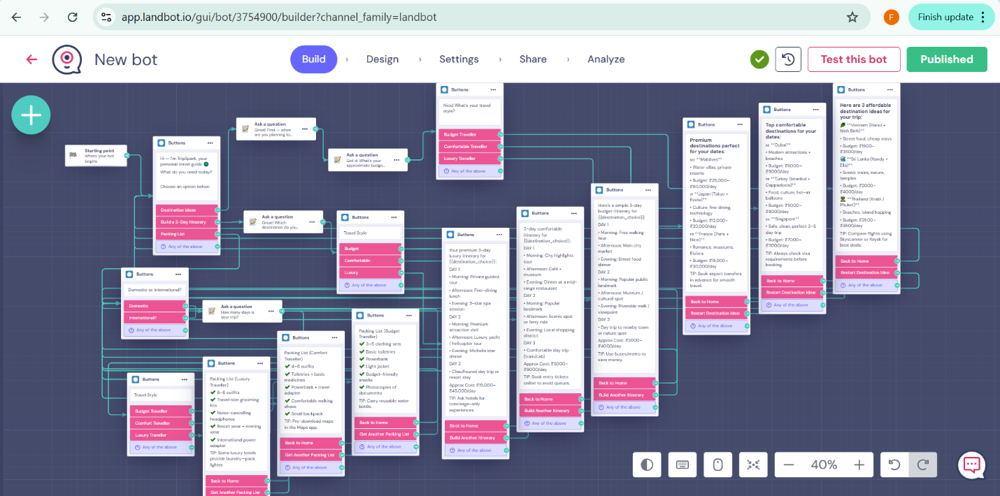 app.landbot.io/gui/bot/3754900/builder?channel_family=landbot
F
Finish update
New bot
Build
Design
Settings
Share
Analyze
Test this bot
Published
Starting point
Where your bot
begins
Buttons
Hi — I'm TripSpark, your
personal travel guide
What do you need today?
Choose an option below:
Destination Ideas
Build a 3-Day Itinerary
Packing List
Any of the above
Ask a question
Great! First — when
are you planning to...
Ask a question
Got it! What's your
approximate budge...
Buttons
Nice! What's your travel
style?
Budget Traveller
Comfortable Traveller
Luxury Traveller
Any of the above
Ask a question
Great! Which
destination do you...
Buttons
Travel Style
Budget
Comfortable
Luxury
Any of the above
Buttons
Domestic or International?
Domestic
International?
Any of the above
Ask a question
How many days is
your trip?
Buttons
Travel Style
Budget Traveller
Comfort Traveller
Luxury Traveller
Any of the above
Buttons
Packing List (Luxury
Traveller)
6–8 outfits
Travel-size grooming
kits
Noise-cancelling
headphones
Resort wear + evening
wear
International power
adapter
TIP: Some luxury hotels
provide laundry—pack
lighter.
Back to Home
Get Another Packing List
Buttons
Packing List (Comfort
Traveller)
4–6 outfits
Toiletries + basic
medicines
Powerbank + travel
adapter
Comfortable walking
shoes
Small backpack
TIP: Pre-download maps
in the Maps app.
Back to Home
Get Another Packing List
Any of the above
Buttons
Packing List (Budget
Traveller)
3–5 clothing sets
Basic toiletries
Powerbank
Light jacket
Budget-friendly
snacks
Photocopies of
documents
TIP: Carry reusable water
bottle.
Back to Home
Get Another Packing List
Any of the above
Buttons
Your premium 3-day
luxury itinerary for
{{destination_choice}}:
DAY 1
• Morning: Private guided
tour
• Afternoon: Fine-dining
lunch
• Evening: 5-star spa
session
DAY 2
• Morning: Premium
attraction visit
• Afternoon: Luxury yacht
/ helicopter tour
• Evening: Michelin star
dinner
DAY 3
• Chauffeured day trip or
resort stay
Approx Cost: ₹15,000–
₹45,000/day
TIP: Ask hotels for
concierge-only
experiences.
Back to Home
Build Another Itinerary
Any of the above
Buttons
3-day comfortable
itinerary for
{{destination_choice}}:
DAY 1
• Morning: City highlights
tour
• Afternoon: Café +
museum
• Evening: Dinner at a mid-
range restaurant
DAY 2
• Morning: Popular
landmark
• Afternoon: Scenic spot
or ferry ride
• Evening: Local shopping
district
DAY 3
• Comfortable day trip
(train/cab)
Approx Cost: ₹5000–
₹9000/day
TIP: Book entry tickets
online to avoid queues.
Back to Home
Build Another Itinerary
Any of the above
Buttons
Here's a simple 3-day
budget itinerary for
{{destination_choice}}:
DAY 1
• Morning: Free walking
tour
• Afternoon: Main city
market
• Evening: Street food
dinner
DAY 2
• Morning: Popular public
landmark
• Afternoon: Museum /
cultural spot
• Evening: Riverside walk /
viewpoint
DAY 3
• Day trip to nearby town
or nature spot
Approx Cost: ₹2000–
₹4000/day
TIP: Use buses/metro to
save money.
Back to Home
Build Another Itinerary
Any of the above
Buttons
Premium
destinations perfect
for your dates:
MV **Maldives**
• Water villas, private
resorts
• Budget: ₹25,000–
₹60,000/day
JP **Japan (Tokyo +
Kyoto)**
• Culture, fine dining,
technology
• Budget: ₹12,000–
₹20,000/day
FR **France (Paris +
Nice)**
• Romance, museums,
Riviera
• Budget: ₹15,000–
₹30,000/day
TIP: Book airport transfers
in advance for smooth
travel.
Back to Home
Restart Destination Ideas
Any of the above
Buttons
Top comfortable
destinations for your
dates:
AE **Dubai**
• Modern attractions +
beaches
• Budget: ₹6000–
₹9000/day
TR **Turkey (Istanbul +
Cappadocia)**
• Food, culture, hot-air
balloons
• Budget: ₹5000–
₹8000/day
SG **Singapore**
• Safe, clean, perfect 3–5
day trip
• Budget: ₹7000–
₹11000/day
TIP: Always check visa
requirements before
booking.
Back to Home
Restart Destination Ideas
Any of the above
Buttons
Here are 3 affordable
destination ideas for
your trip:
**Vietnam (Hanoi +
Ninh Binh)**
• Street food, cheap stays
• Budget: ₹1500–
₹3500/day
**Sri Lanka (Kandy +
Ella)**
• Scenic trains, nature,
temples
• Budget: ₹2000–
₹4000/day
**Thailand (Krabi /
Phuket)**
• Beaches, island hopping
• Budget: ₹2500–
₹4500/day
TIP: Compare flights using
Skyscanner or Kayak for
best deals.
Back to Home
Restart Destination Ideas
Any of the above
40%